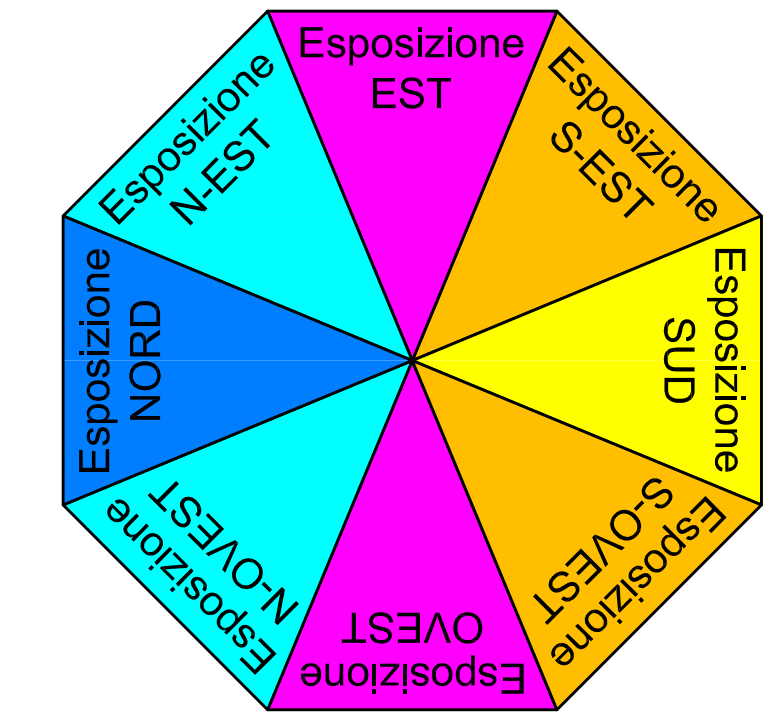 Esposizione
EST
Esposizione
S-EST
Esposizione
SUD
Esposizione
S-OVEST
Esposizione
OVEST
Esposizione
N-OVEST
Esposizione
NORD
Esposizione
N-EST